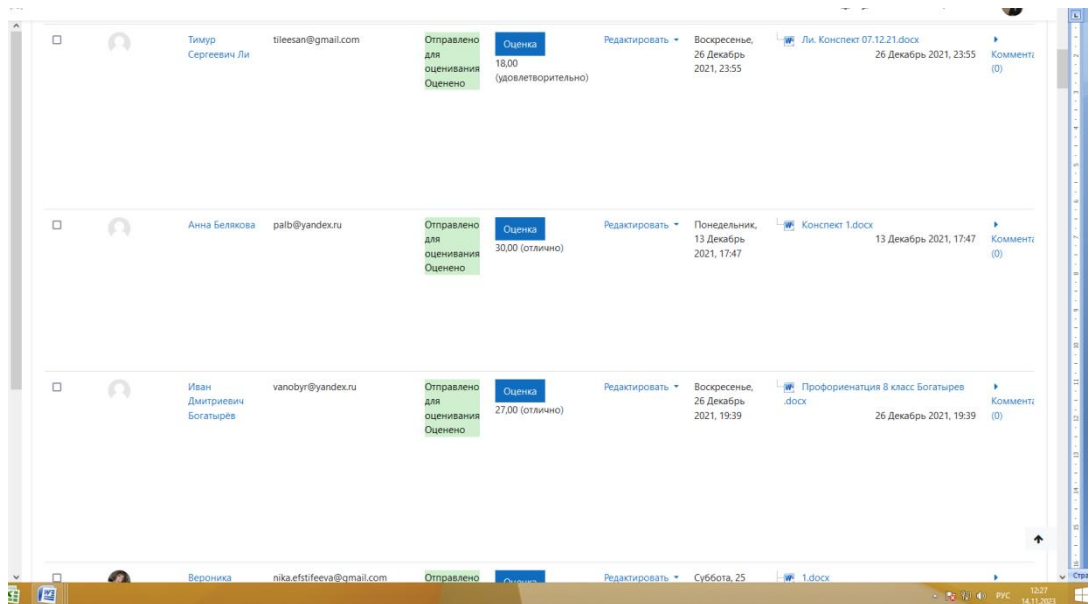 Тимур
Сергеевич Ли
tileesan@gmail.com
Отправлено
для
оценивания
Оценено
Оценка
18,00
(удовлетворительно)
Редактировать
Воскресенье,
26 Декабрь
2021, 23:55
Ли. Конспект 07.12.21.docx
26 Декабрь 2021, 23:55
Коммента
(0)
Анна Белякова
palb@yandex.ru
Отправлено
для
оценивания
Оценено
Оценка
30,00 (отлично)
Редактировать
Понедельник,
13 Декабрь
2021, 17:47
Конспект 1.docx
13 Декабрь 2021, 17:47
Коммента
(0)
Иван
Дмитриевич
Богатырёв
vanobyr@yandex.ru
Отправлено
для
оценивания
Оценено
Оценка
27,00 (отлично)
Редактировать
Воскресенье,
26 Декабрь
2021, 19:39
Профориенатция 8 класс Богатырев
.docx
26 Декабрь 2021, 19:39
Коммента
(0)
Вероника
nika.efstifeeva@gmail.com
Отправлено
Оценка
Редактировать
Суббота, 25
1.docx
Стра
РУС
12:27
14.11.2023